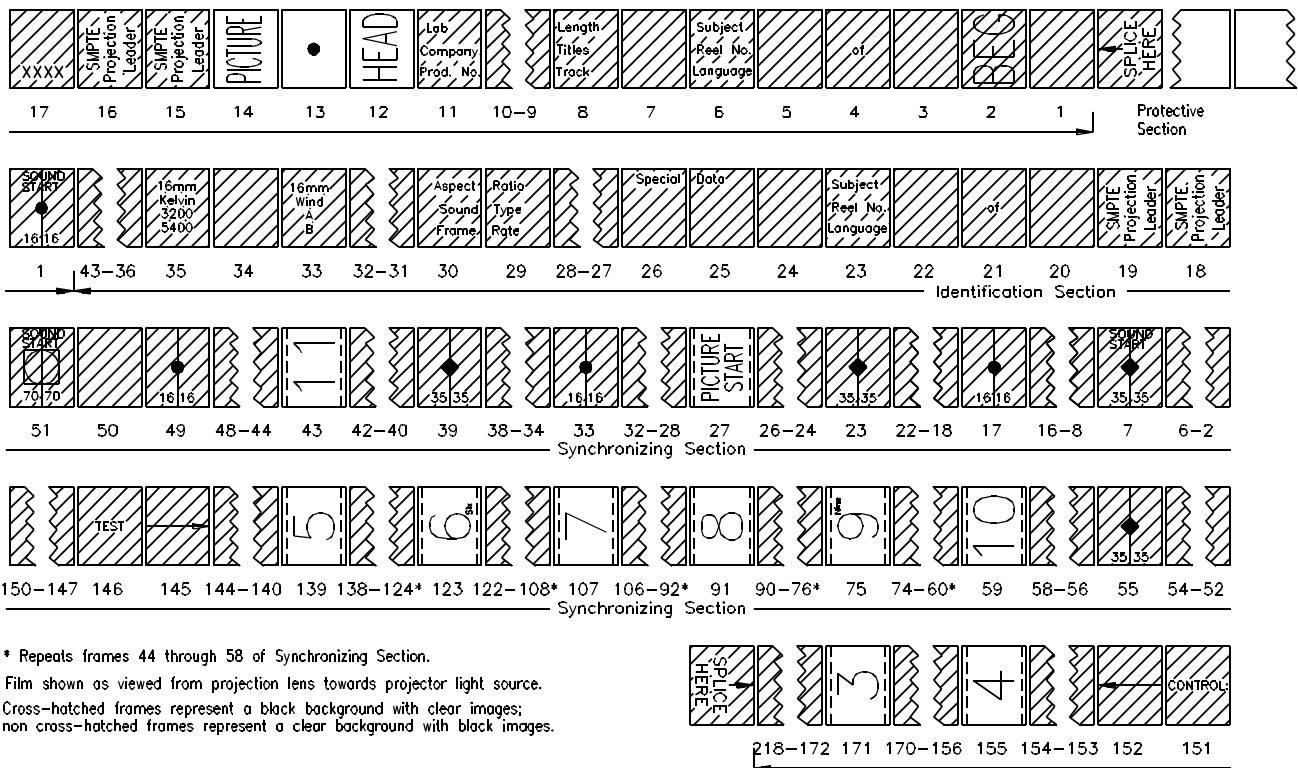 XXXX
SMPTE Projection Leader
SMPTE Projection Leader
PICTURE
HEAD
Lab Company Prod. No.
Length Titles Track
Subject Reel No. Language
of
BEG
SPLICE HERE
17 16 15 14 13 12 11 10-9 8 7 6 5 4 3 2 1
Protective Section
SOUND START 16 16
16mm Kelvin 3200 5400
16mm Wind A B
Aspect Sound Frame
Ratio Type Rate
Special Data
Subject Reel No. Language
of
SMPTE. Projection. Leader
SMPTE. Projection. Leader
1 43-36 35 34 33 32-31 30 29 28-27 26 25 24 23 22 21 20 19 18
Identification Section
SOUND START 70 70
16 16
11
35 35
16 16
PICTURE START
35 35
16 16
SOUND START 35 35
51 50 49 48-44 43 42-40 39 38-34 33 32-28 27 26-24 23 22-18 17 16-8 7 6-2
Synchronizing Section
TEST
5
6 Six
7
8
9 Nine
10
35 35
150-147 146 145 144-140 139 138-124* 123 122-108* 107 106-92* 91 90-76* 75 74-60* 59 58-56 55 54-52
Synchronizing Section
* Repeats frames 44 through 58 of Synchronizing Section.
Film shown as viewed from projection lens towards projector light source.
Cross-hatched frames represent a black background with clear images;
non cross-hatched frames represent a clear background with black images.
SPLICE HERE
3
4
CONTROL:
218-172 171 170-156 155 154-153 152 151